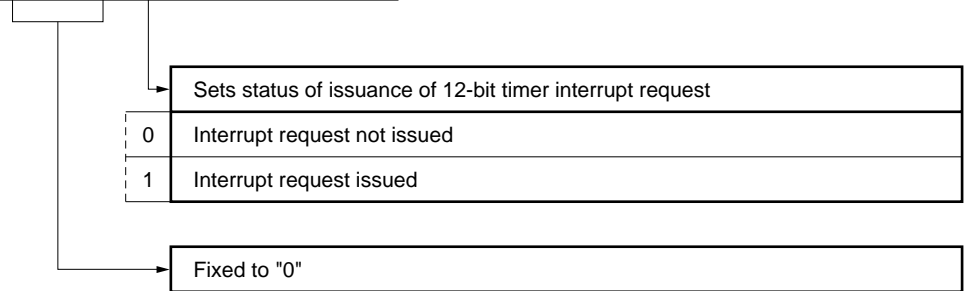 Sets status of issuance of 12-bit timer interrupt request
0 Interrupt request not issued
1 Interrupt request issued
Fixed to "0"